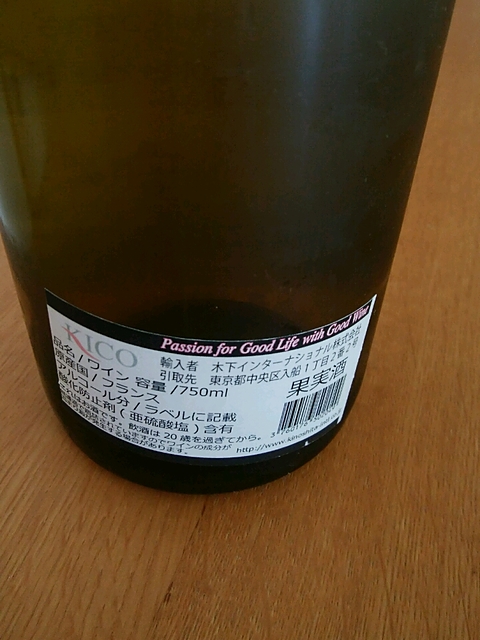 Passion for Good Life with Good Wine
KICO
輸入者 木下インターナショナル株式会社
引取先 東京都中央区入船1丁目2番2号
品名/ワイン 容量/750ml
原産国/フランス
果実酒
アルコール分/ラベルに記載
酸化防止剤(亜硫酸塩)含有
飲酒は20歳を過ぎてから。
http://www.kinoshita-intl